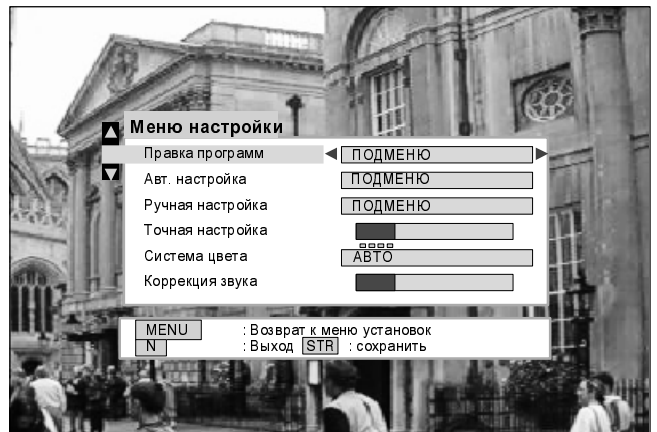 Меню настройки
Правка программ ПОДМЕНЮ
Авт. настройка ПОДМЕНЮ
Ручная настройка ПОДМЕНЮ
Точная настройка
Система цвета АВТО
Коррекция звука
MENU : Возврат к меню установок
N : Выход STR : сохранить